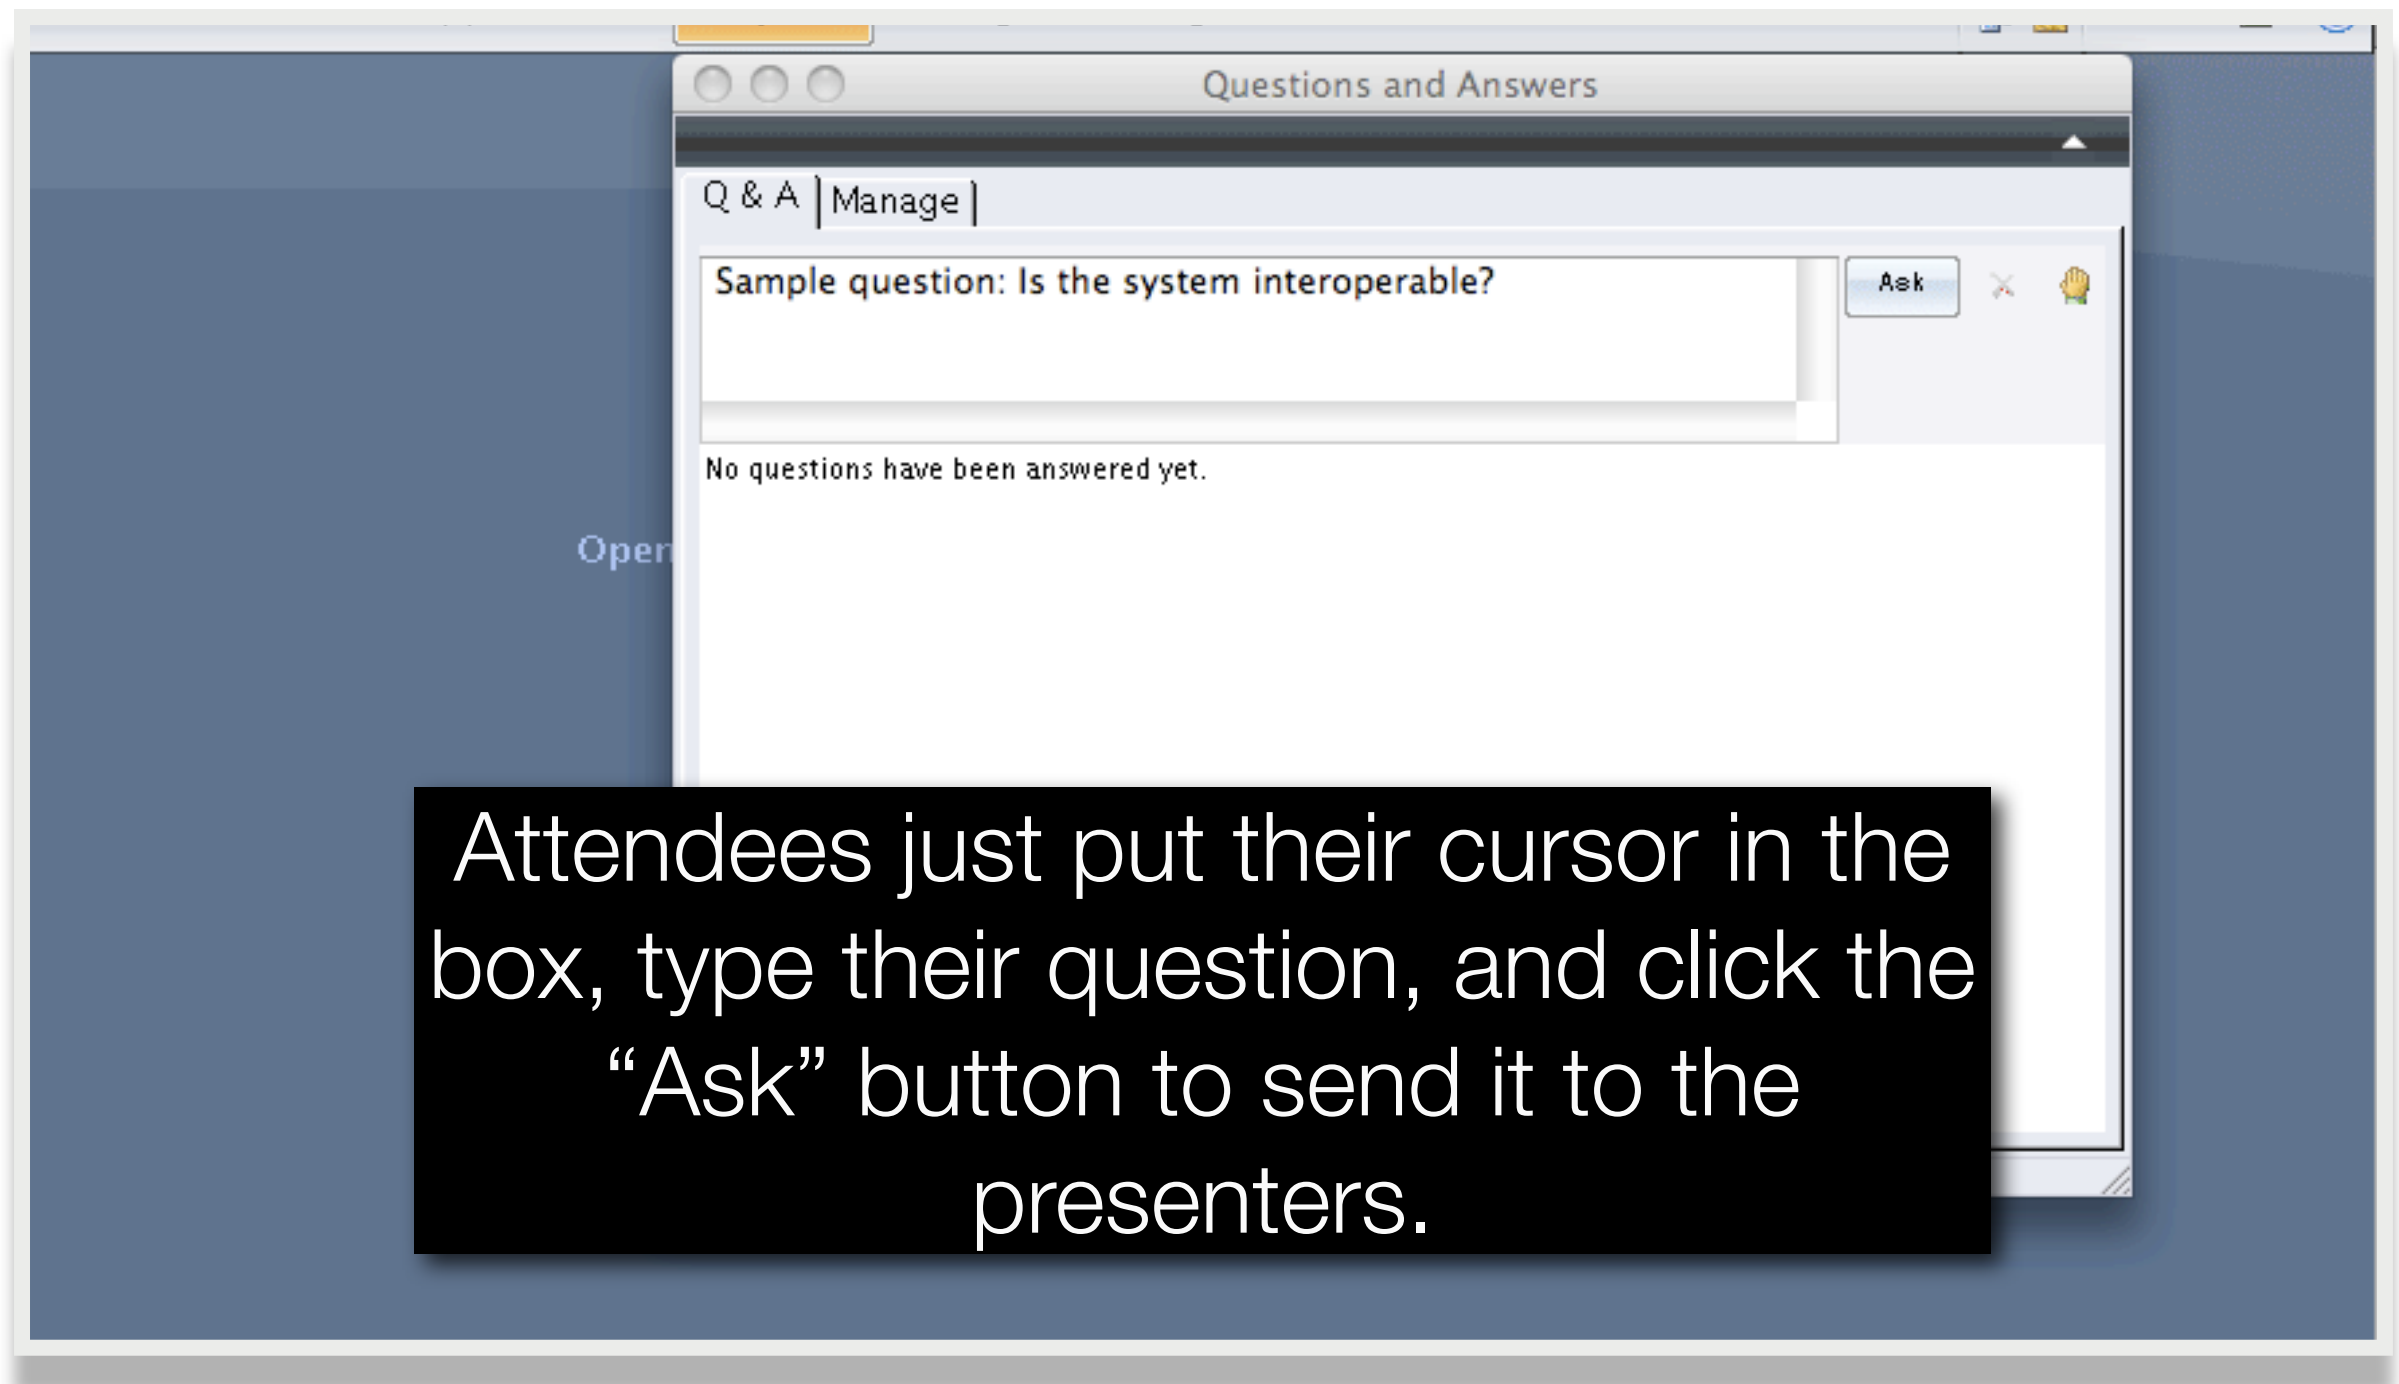 Questions and Answers
Q & A Manage
Sample question: Is the system interoperable?
Ask
No questions have been answered yet.
Open
Attendees just put their cursor in the
box, type their question, and click the
“Ask” button to send it to the
presenters.